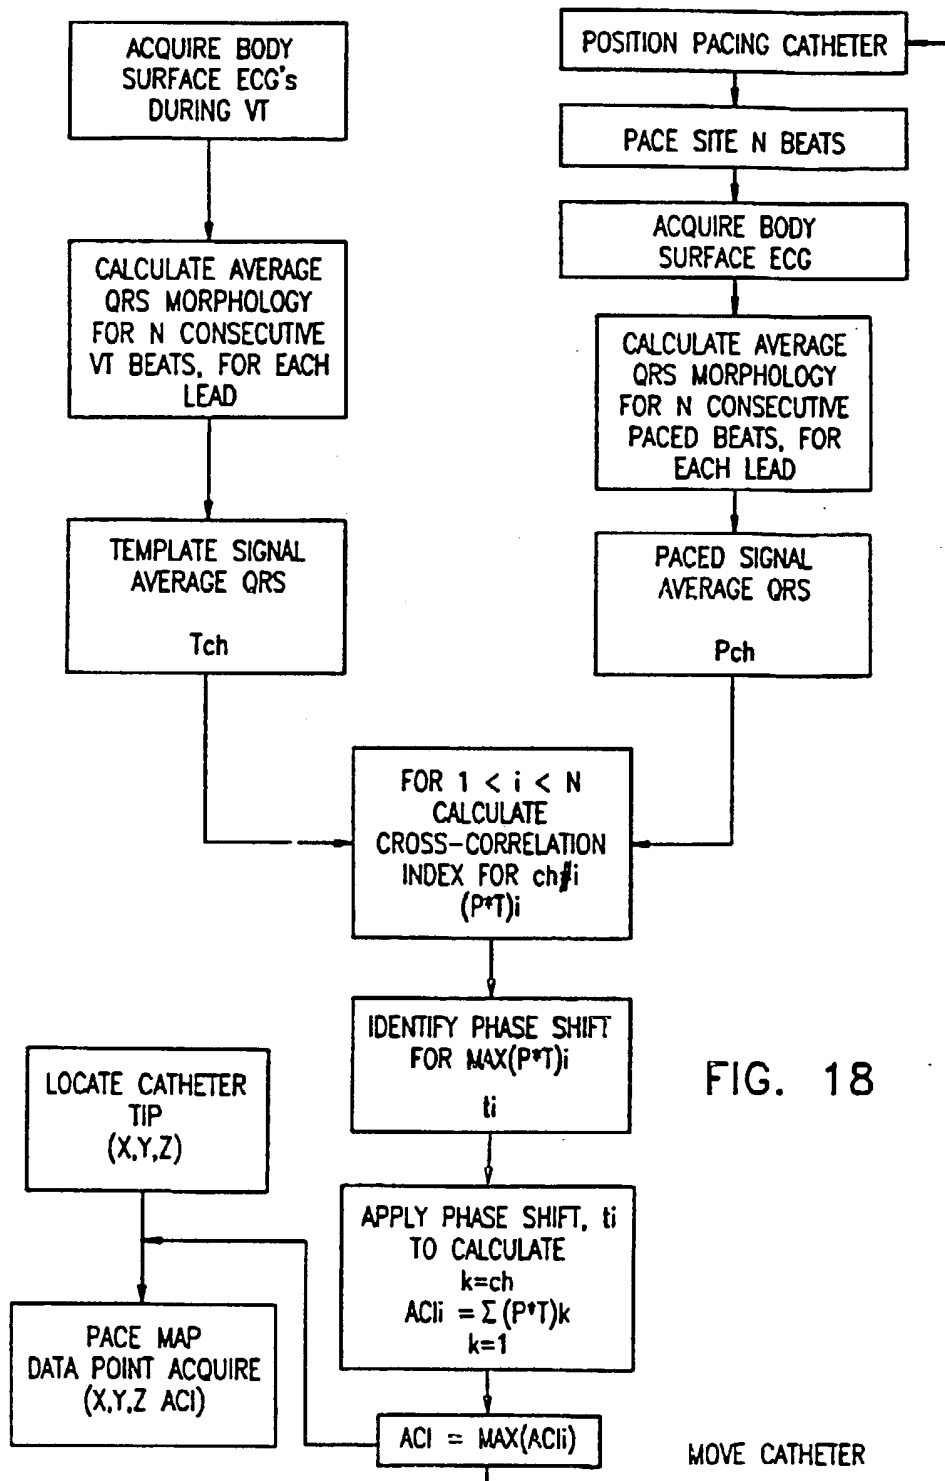 ACQUIRE BODY
SURFACE ECG's
DURING VT
CALCULATE AVERAGE
QRS MORPHOLOGY
FOR N CONSECUTIVE
VT BEATS, FOR EACH
LEAD
TEMPLATE SIGNAL
AVERAGE QRS
Tch
POSITION PACING CATHETER
PACE SITE N BEATS
ACQUIRE BODY
SURFACE ECG
CALCULATE AVERAGE
QRS MORPHOLOGY
FOR N CONSECUTIVE
PACED BEATS, FOR
EACH LEAD
PACED SIGNAL
AVERAGE QRS
Pch
FOR 1 < i < N
CALCULATE
CROSS-CORRELATION
INDEX FOR ch#i
(P*T)i
IDENTIFY PHASE SHIFT
FOR MAX(P*T)i
ti
FIG. 18
LOCATE CATHETER
TIP
(X,Y,Z)
APPLY PHASE SHIFT, ti
TO CALCULATE
k=ch
ACIi = Σ (P*T)k
k=1
PACE MAP
DATA POINT ACQUIRE
(X,Y,Z ACI)
ACI = MAX(ACIi)
MOVE CATHETER